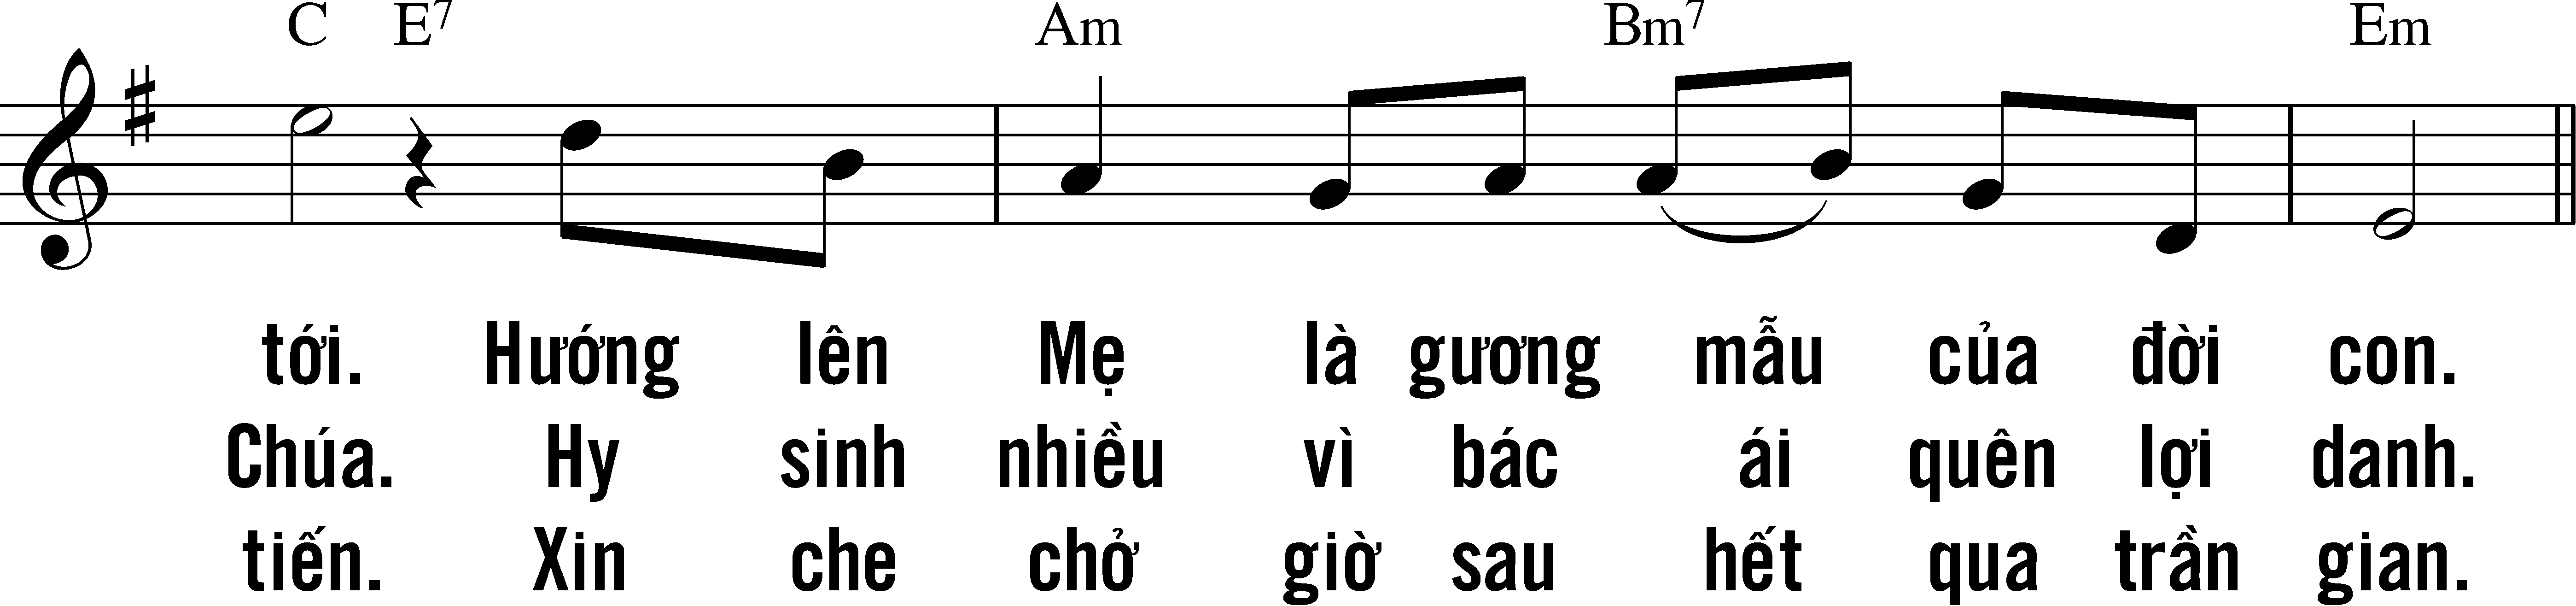 C E7 Am Bm7 Em
tới. Hướng lên Mẹ là gương mẫu của đời con.
Chúa. Hy sinh nhiều vì bác ái quên lợi danh.
tiến. Xin che chở giờ sau hết qua trần gian.